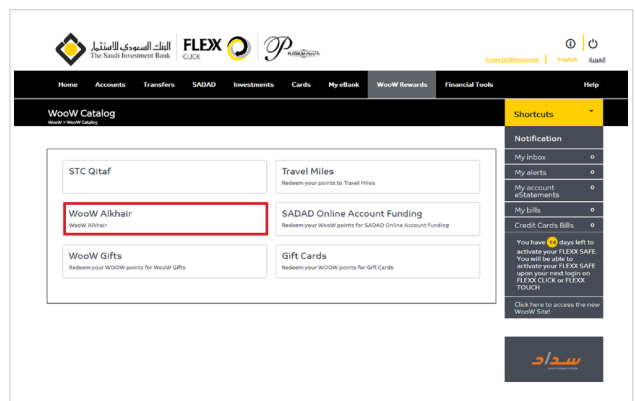 البنك السعودي للاستثمار
The Saudi Investment Bank
FLEXX
CLICK
English
العربية
Home Accounts Transfers SADAD Investments Cards My eBank WooW Rewards Financial Tools Help
WooW Catalog
WooW > WooW Catalog
Shortcuts
Notification
My inbox 0
My alerts 0
My account eStatements 0
My bills 0
Credit Cards Bills 0
You have 14 days left to
activate your FLEXX SAFE.
You will be able to
activate your FLEXX SAFE
upon your next login on
FLEXX CLICK or FLEXX
TOUCH
Click here to access the new
WooW Site!
STC Qitaf
Travel Miles
Redeem your points to Travel Miles
WooW Alkhair
WooW Alkhair
SADAD Online Account Funding
Redeem your WooW points for SADAD Online Account Funding
WooW Gifts
Redeem your WOOW points for WooW Gifts
Gift Cards
Redeem your WOOW points for Gift Cards
سداد